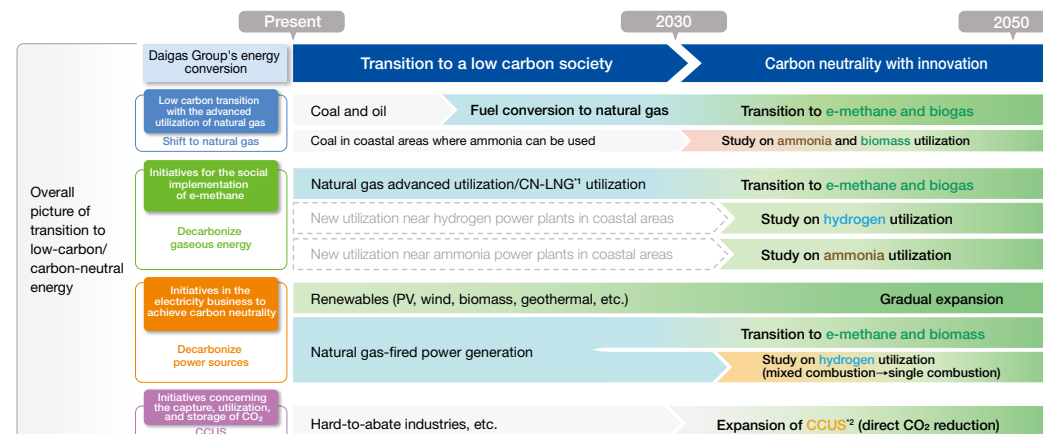 Present
2030
2050
Daigas Group's energy
conversion
Transition to a low carbon society
Carbon neutrality with innovation
Overall
picture of
transition to
low-carbon/
carbon-neutral
energy
Low carbon transition
with the advanced
utilization of natural gas
Shift to natural gas
Coal and oil
Fuel conversion to natural gas
Transition to e-methane and biogas
Coal in coastal areas where ammonia can be used
Study on ammonia and biomass utilization
Initiatives for the social
implementation
of e-methane
Decarbonize
gaseous energy
Natural gas advanced utilization/CN-LNG*1 utilization
Transition to e-methane and biogas
New utilization near hydrogen power plants in coastal areas
Study on hydrogen utilization
New utilization near ammonia power plants in coastal areas
Study on ammonia utilization
Initiatives in the
electricity business to
achieve carbon neutrality
Decarbonize
power sources
Renewables (PV, wind, biomass, geothermal, etc.)
Gradual expansion
Natural gas-fired power generation
Transition to e-methane and biomass
Study on hydrogen utilization
(mixed combustion→single combustion)
Initiatives concerning
the capture, utilization,
and storage of CO₂
CCUS
Hard-to-abate industries, etc.
Expansion of CCUS*2 (direct CO₂ reduction)